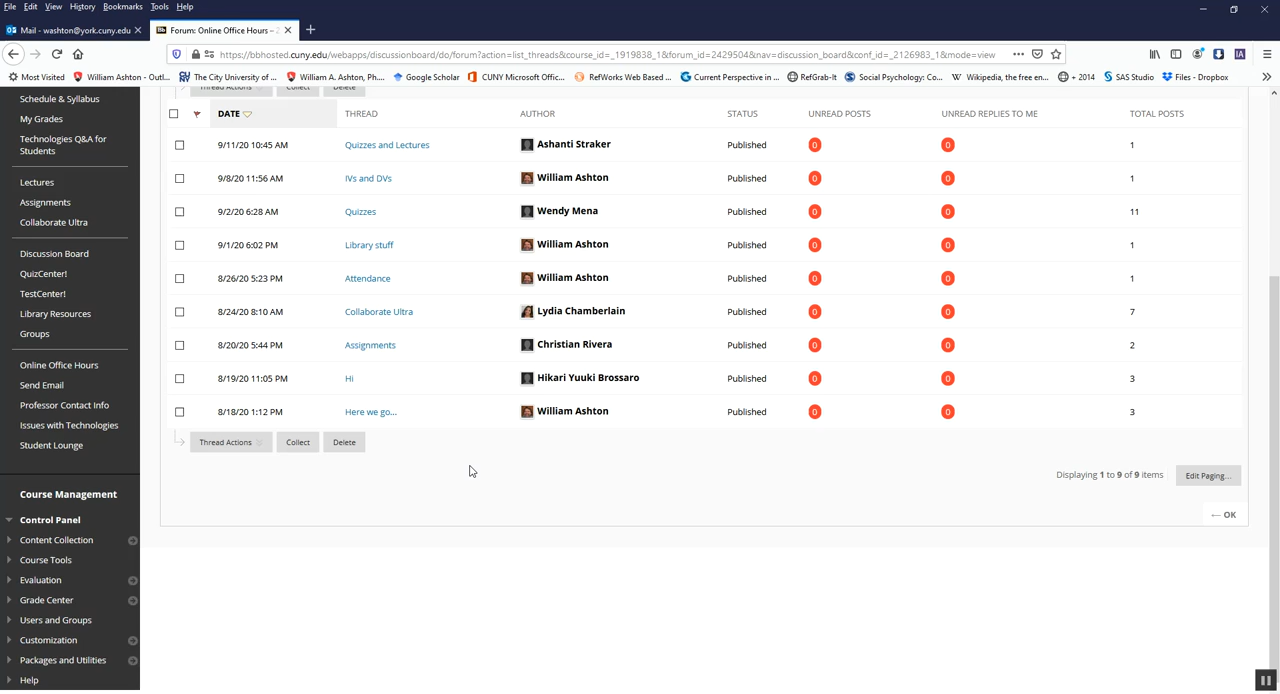 File Edit View History Bookmarks Tools Help
Mail - washton@york.cuny.edu
Forum: Online Office Hours –
https://bbhosted.cuny.edu/webapps/discussionboard/do/forum?action=list_threads&course_id=_1919838_1&forum_id=2429504&nav=discussion_board&conf_id=_2126983_1&mode=view
Most Visited William Ashton - Outl... The City University of ... William A. Ashton, Ph.... Google Scholar CUNY Microsoft Offic... RefWorks Web Based ... Current Perspective in ... RefGrab-It Social Psychology: Co... Wikipedia, the free en... + 2014 SAS Studio Files - Dropbox
Thread Actions Collect Delete
Schedule & Syllabus
My Grades
Technologies Q&A for
Students
Lectures
Assignments
Collaborate Ultra
Discussion Board
QuizCenter!
TestCenter!
Library Resources
Groups
Online Office Hours
Send Email
Professor Contact Info
Issues with Technologies
Student Lounge
Course Management
Control Panel
Content Collection
Course Tools
Evaluation
Grade Center
Users and Groups
Customization
Packages and Utilities
Help
DATE THREAD AUTHOR STATUS UNREAD POSTS UNREAD REPLIES TO ME TOTAL POSTS
9/11/20 10:45 AM Quizzes and Lectures Ashanti Straker Published 0 0 1
9/8/20 11:56 AM IVs and DVs William Ashton Published 0 0 1
9/2/20 6:28 AM Quizzes Wendy Mena Published 0 0 11
9/1/20 6:02 PM Library stuff William Ashton Published 0 0 1
8/26/20 5:23 PM Attendance William Ashton Published 0 0 1
8/24/20 8:10 AM Collaborate Ultra Lydia Chamberlain Published 0 0 7
8/20/20 5:44 PM Assignments Christian Rivera Published 0 0 2
8/19/20 11:05 PM Hi Hikari Yuuki Brossaro Published 0 0 3
8/18/20 1:12 PM Here we go... William Ashton Published 0 0 3
Thread Actions Collect Delete
Displaying 1 to 9 of 9 items Edit Paging...
← OK